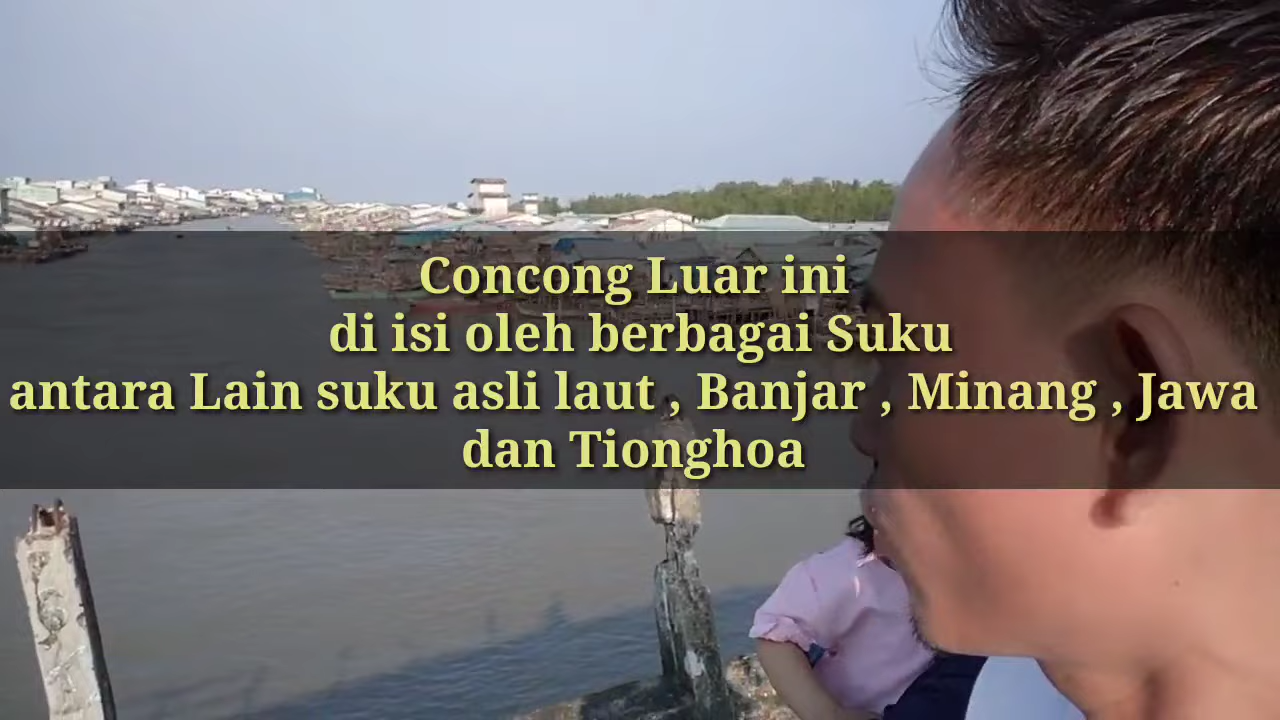 Concong Luar ini
di isi oleh berbagai Suku
antara Lain suku asli laut , Banjar , Minang , Jawa
dan Tionghoa